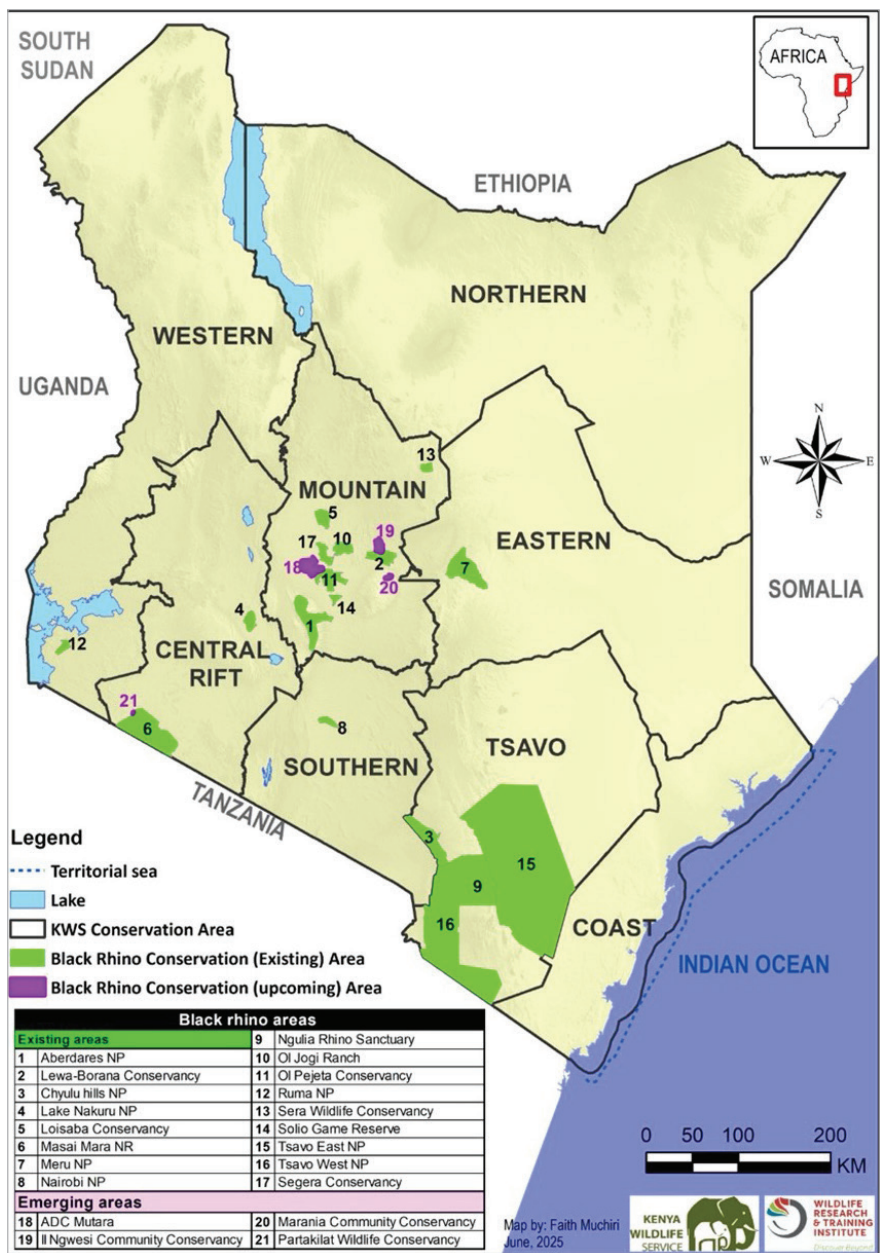 SOUTH
SUDAN
AFRICA
ETHIOPIA
NORTHERN
WESTERN
UGANDA
N
W E
S
13
MOUNTAIN
5
19
EASTERN
17 10
18
2
7
11
20
SOMALIA
14
4
1
12
CENTRAL
RIFT
21
6
8
TSAVO
SOUTHERN
TANZANIA
3
15
9
16
COAST
INDIAN OCEAN
Legend
Territorial sea
Lake
KWS Conservation Area
Black Rhino Conservation (Existing) Area
Black Rhino Conservation (upcoming) Area
Black rhino areas
Existing areas 9 Ngulia Rhino Sanctuary
1 Aberdares NP 10 Ol Jogi Ranch
2 Lewa-Borana Conservancy 11 Ol Pejeta Conservancy
3 Chyulu hills NP 12 Ruma NP
4 Lake Nakuru NP 13 Sera Wildlife Conservancy
5 Loisaba Conservancy 14 Solio Game Reserve
6 Masai Mara NR 15 Tsavo East NP
7 Meru NP 16 Tsavo West NP
8 Nairobi NP 17 Segera Conservancy
Emerging areas
18 ADC Mutara 20 Marania Community Conservancy
19 Il Ngwesi Community Conservancy 21 Partakilat Wildlife Conservancy
0 50 100 200
KM
Map by: Faith Muchiri
June, 2025
KENYA
WILDLIFE
SERVICE
WILDLIFE
RESEARCH
& TRAINING
INSTITUTE
Discover Beyond